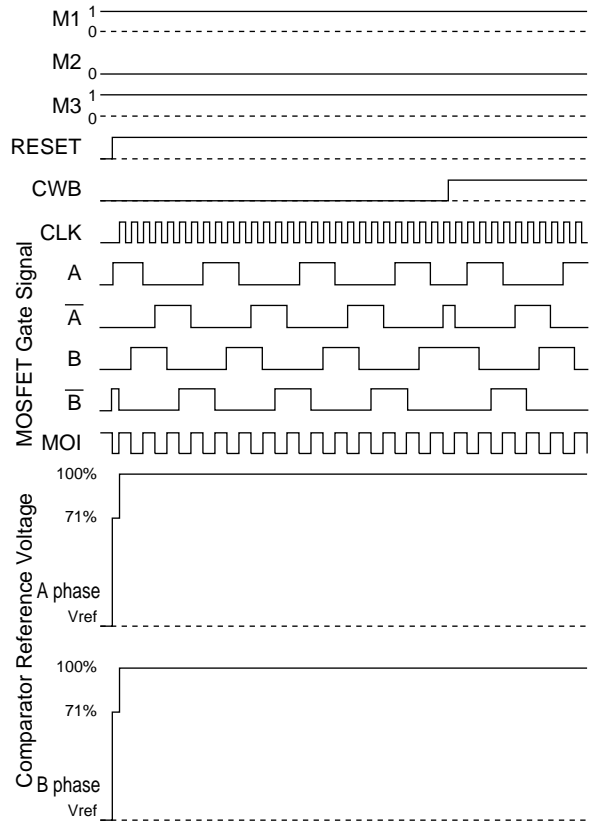 M1 1
0
M2 0
M3 1
0
RESET
CWB
CLK
MOSFET Gate Signal
A
A̅
B
B̅
MOI
Comparator Reference Voltage
100%
71%
A phase
Vref
100%
71%
B phase
Vref